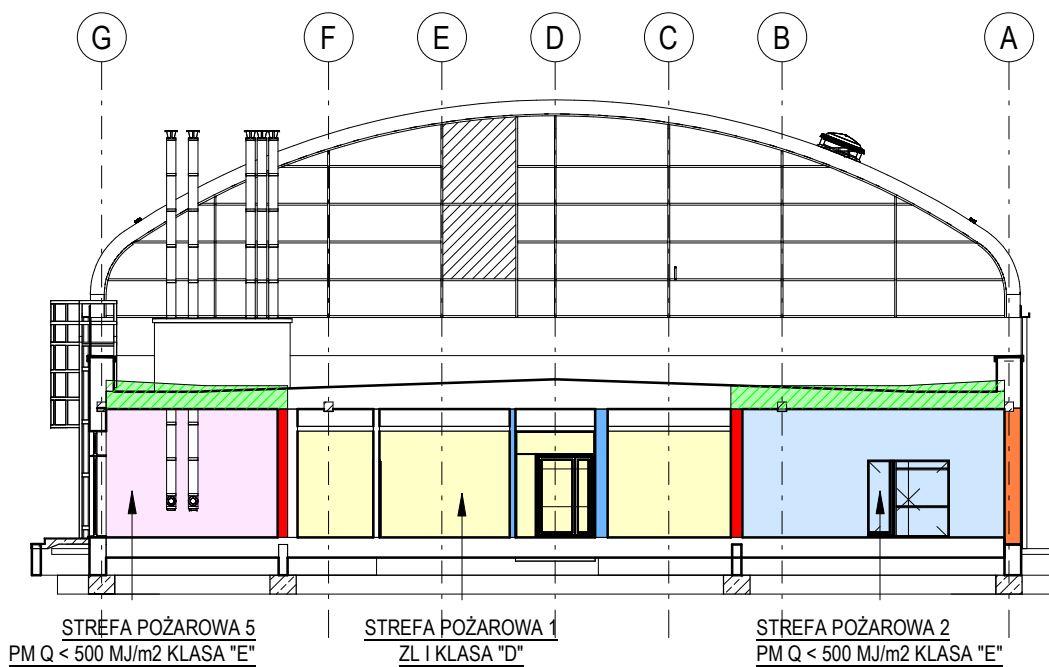 G F E D C B A
STREFA POŻAROWA 5
PM Q < 500 MJ/m2 KLASA "E"
STREFA POŻAROWA 1
ZL I KLASA "D"
STREFA POŻAROWA 2
PM Q < 500 MJ/m2 KLASA "E"